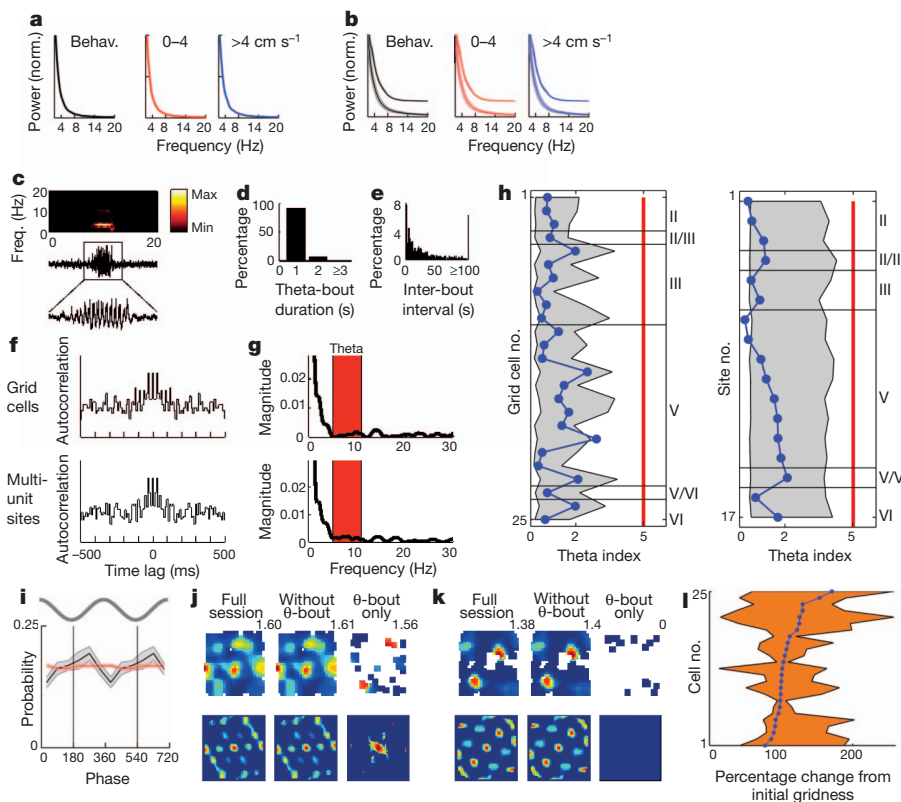 a
Behav.
0–4
>4 cm s⁻¹
Power (norm.)
4 8 14 20
4 8 14 20
4 8 14 20
Frequency (Hz)
b
Behav.
0–4
>4 cm s⁻¹
Power (norm.)
4 8 14 20
4 8 14 20
4 8 14 20
Frequency (Hz)
c
Freq. (Hz)
20
10
0
0 20
Max
Min
d
Percentage
100
50
0
1 2 ≥3
Theta-bout
duration (s)
e
Percentage
8
4
0
0 50 ≥100
Inter-bout
interval (s)
f
Grid
cells
Autocorrelation
Multi-
unit
sites
Autocorrelation
−500 0 500
Time lag (ms)
g
Theta
Magnitude
0.02
0.01
0
0 10 20 30
Magnitude
0.02
0.01
0
0 10 20 30
Frequency (Hz)
h
Grid cell no.
1
25
II
II/III
III
V
V/VI
VI
0 2 5
Theta index
Site no.
1
17
II
II/II
III
V
V/V
VI
0 2 5
Theta index
i
Probability
0.25
0
0 180 360 540 720
Phase
j
Full
session
Without
θ-bout
θ-bout
only
1.60 1.61 1.56
k
Full
session
Without
θ-bout
θ-bout
only
1.38 1.4 0
l
Cell no.
25
1
100 200
Percentage change from
initial gridness